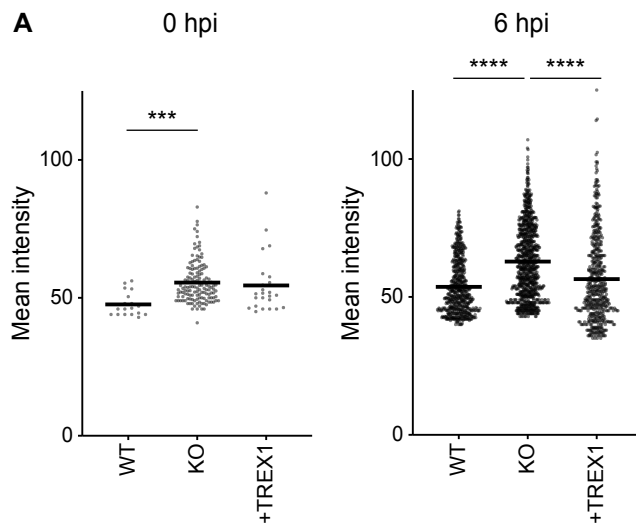 A
0 hpi
6 hpi
***
Mean intensity
100
50
0
WT
KO
+TREX1
****
****
Mean intensity
100
50
0
WT
KO
+TREX1